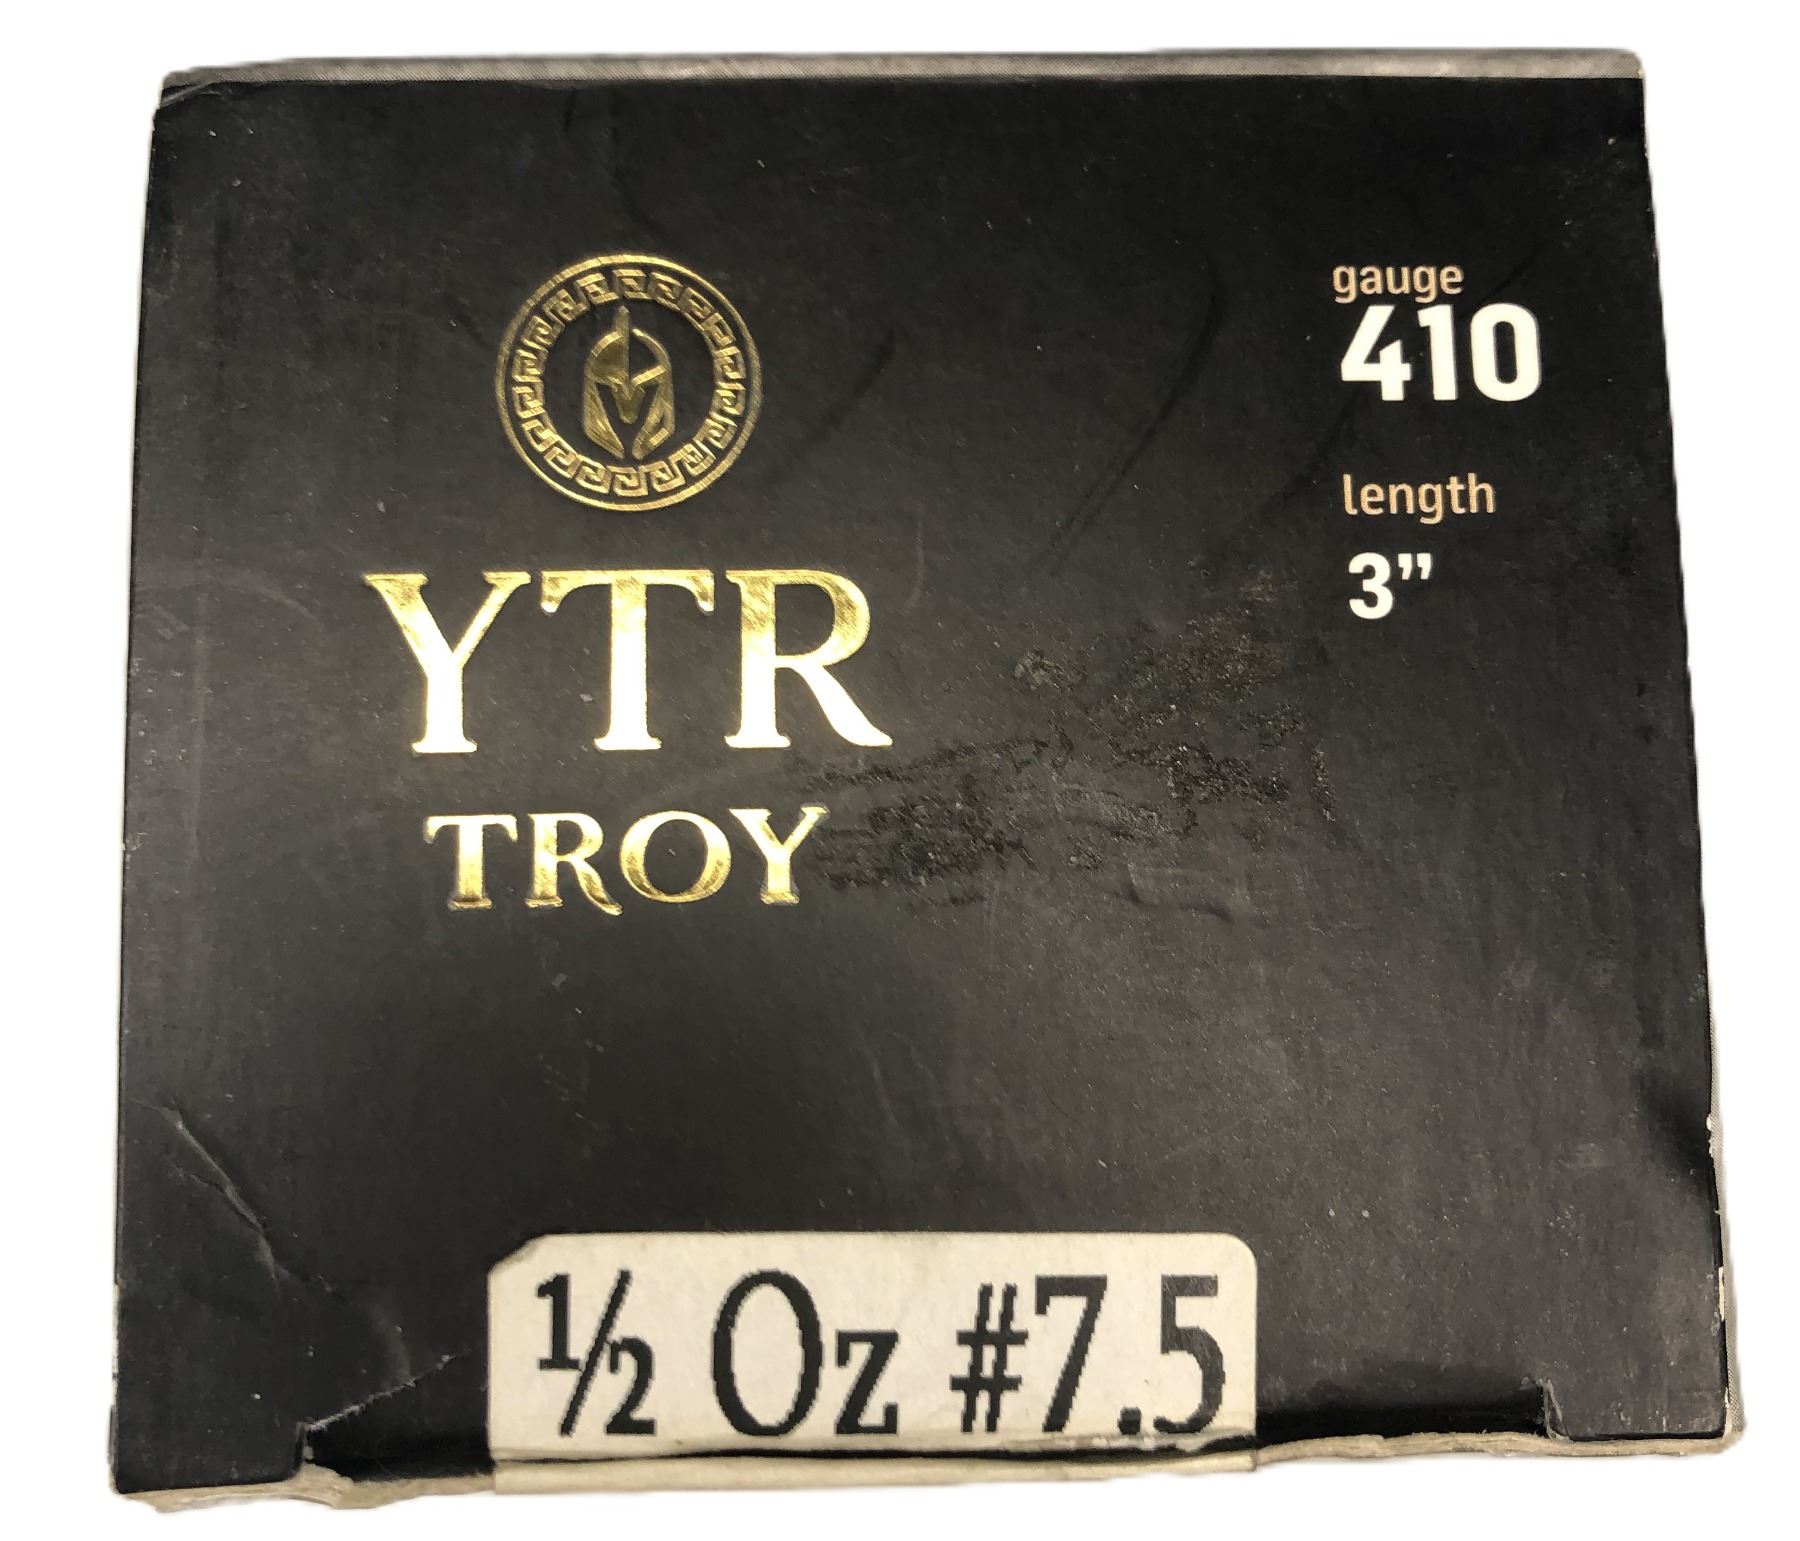 gauge
410
length
3”
YTR
TROY
½ Oz #7.5